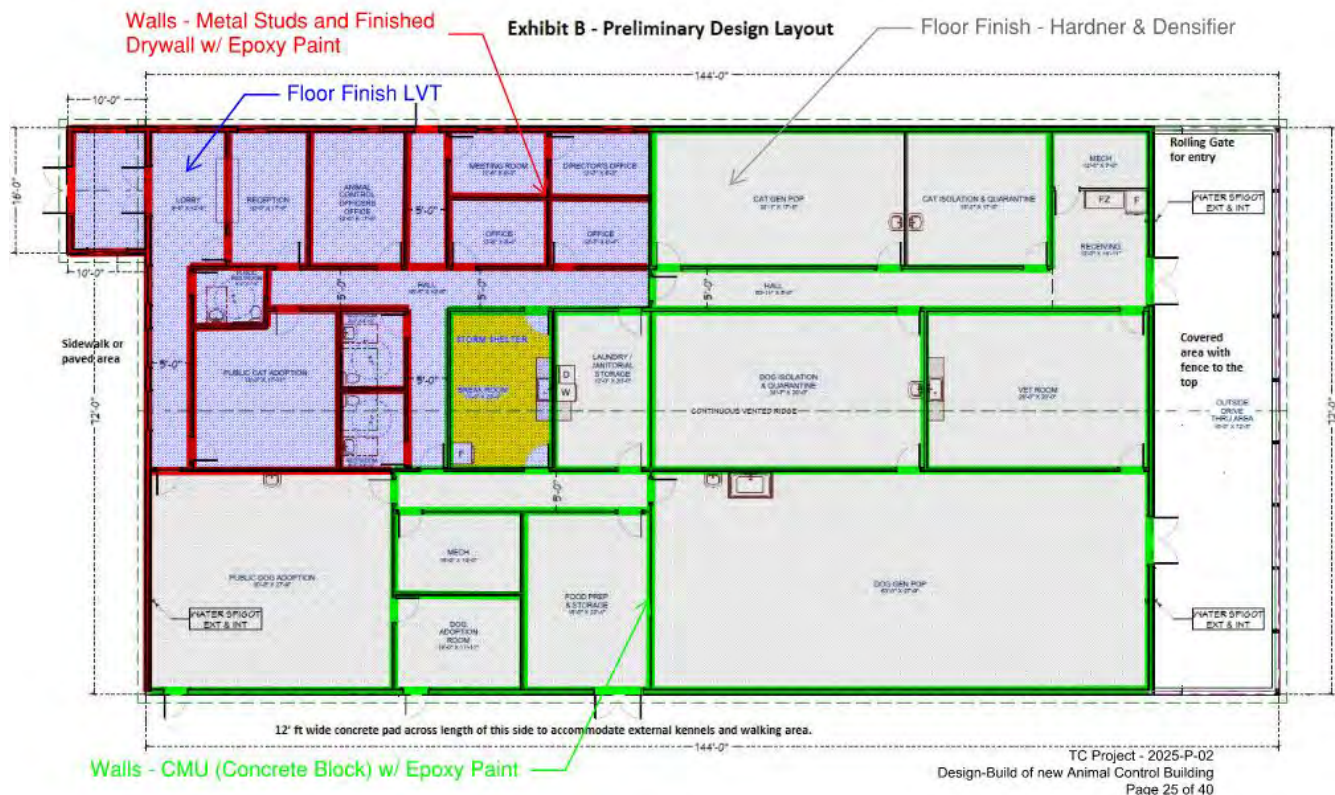 Exhibit B - Preliminary Design Layout
Walls - Metal Studs and Finished
Drywall w/ Epoxy Paint
Floor Finish - Hardner & Densifier
Floor Finish LVT
144'-0"
10'-0"
16'-0"
LOBBY
RECEPTION
ANIMAL
CONTROL
OFFICERS
OFFICE
5'-0"
MEETING ROOM
DIRECTOR'S OFFICE
OFFICE
OFFICE
CAT GEN POP
CAT ISOLATION & QUARANTINE
MECH
FZ
F
RECEIVING
Rolling Gate
for entry
WATER SPIGOT
EXT & INT
10'-0"
HALL
5'-0"
5'-0"
HALL
5'-0"
Sidewalk or
paved area
5'-0"
PUBLIC CAT ADOPTION
5'-0"
STORM SHELTER
BREAK ROOM
F
LAUNDRY /
JANITORIAL
STORAGE
D
W
DOG ISOLATION
& QUARANTINE
CONTINUOUS VENTED RIDGE
VET ROOM
Covered
area with
fence to the
top
OUTSIDE
DRIVE
THRU AREA
72'-0"
72'-0"
PUBLIC DOG ADOPTION
WATER SPIGOT
EXT & INT
5'-0"
MECH
DOG
ADOPTION
ROOM
FOOD PREP
& STORAGE
DOG GEN POP
WATER SPIGOT
EXT & INT
12' ft wide concrete pad across length of this side to accommodate external kennels and walking area.
144'-0"
Walls - CMU (Concrete Block) w/ Epoxy Paint
TC Project - 2025-P-02
Design-Build of new Animal Control Building
Page 25 of 40